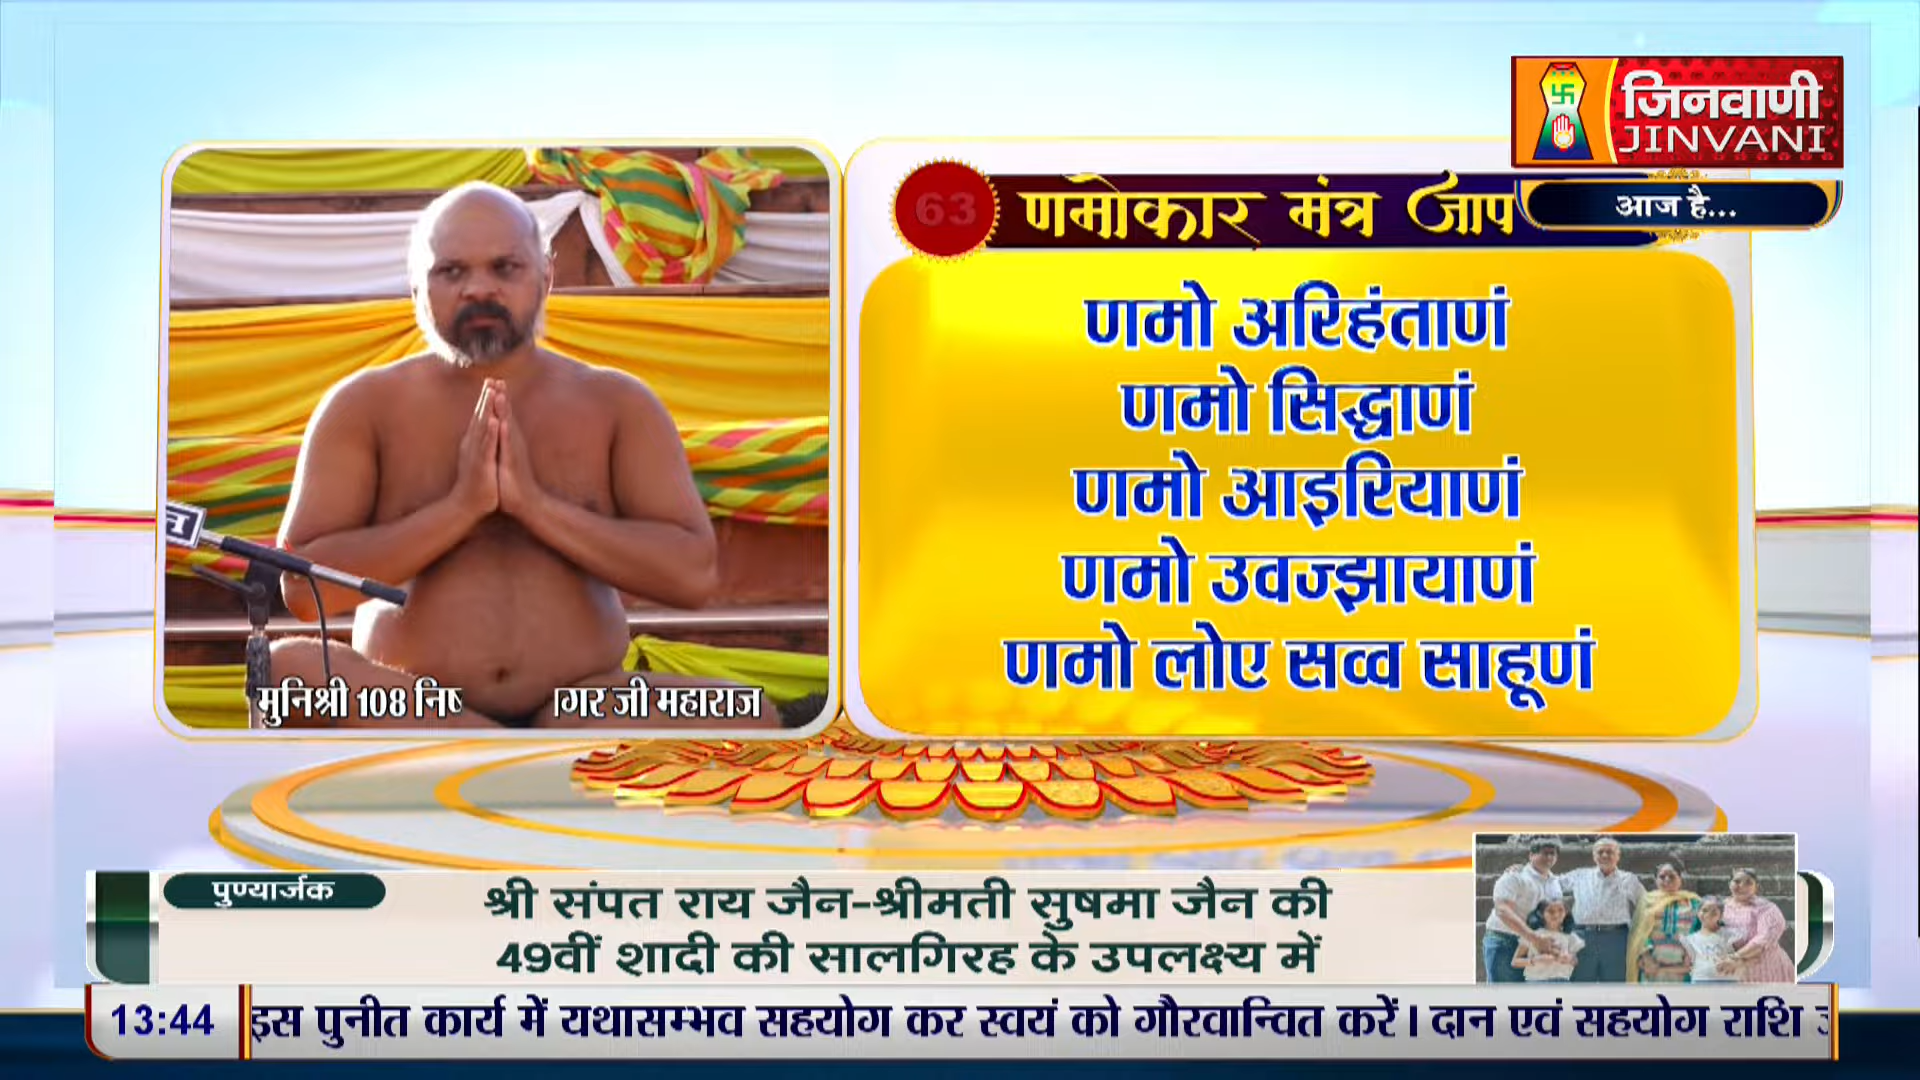 जिनवाणी
JINVANI
आज है...
63 णमोकार मंत्र जाप
णमो अरिहंताणं
णमो सिद्धाणं
णमो आइरियाणं
णमो उवज्झायाणं
णमो लोए सव्व साहूणं
मुनिश्री 108 जी महाराज
पुण्यार्जक
श्री संपत राय जैन-श्रीमती सुषमा जैन की
49वीं शादी की सालगिरह के उपलक्ष्य में
13:44
इस पुनीत कार्य में यथासम्भव सहयोग कर स्वयं को गौरवान्वित करें। दान एवं सहयोग राशि